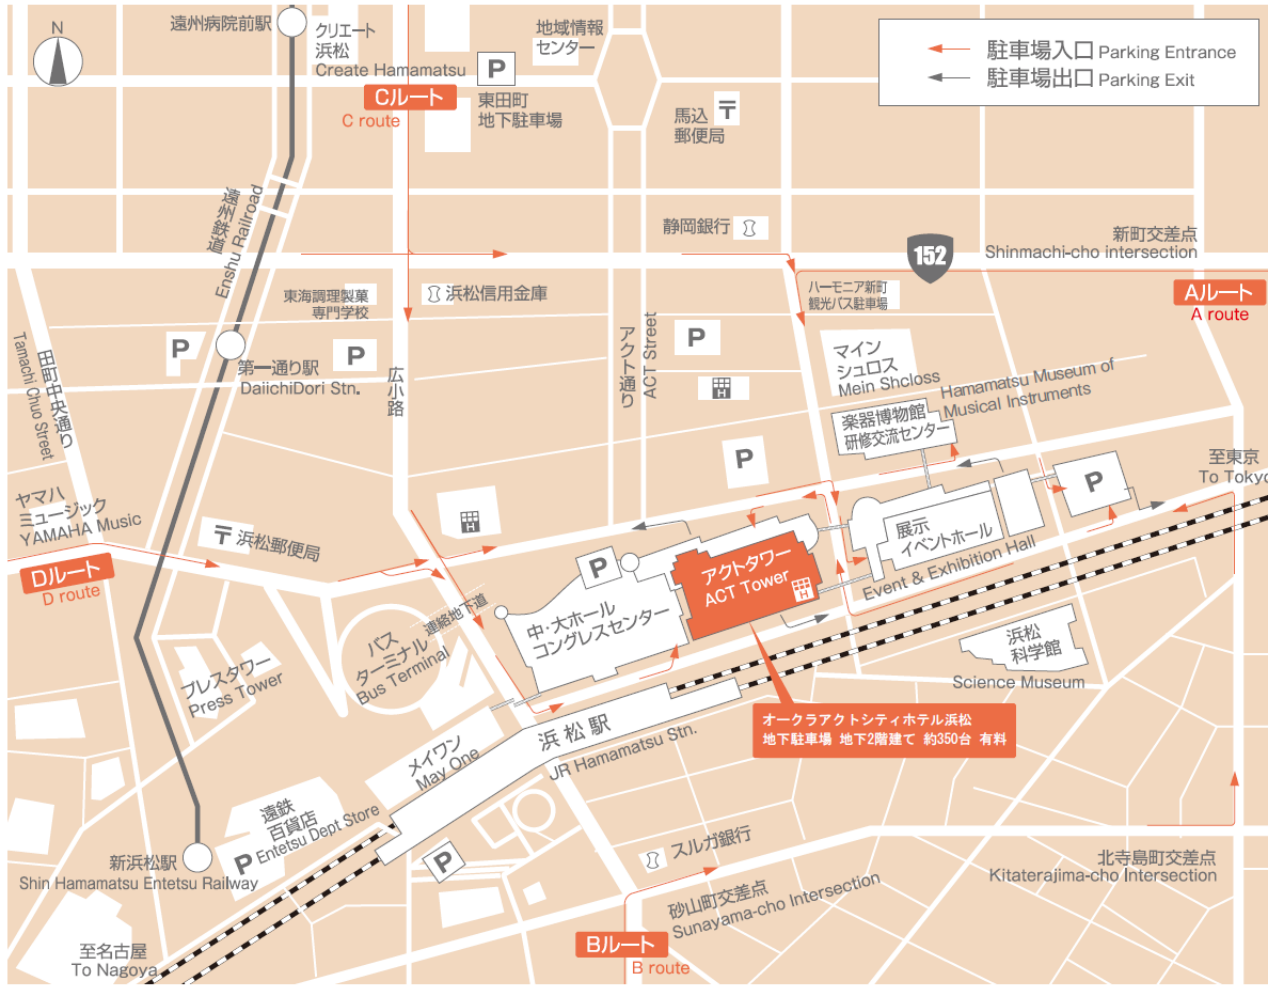 N
遠州病院前駅
クリエート
浜松
Create Hamamatsu
地域情報
センター
P
東田町
地下駐車場
Cルート
C route
馬込
郵便局
駐車場入口 Parking Entrance
駐車場出口 Parking Exit
遠州鉄道
Enshu Railroad
静岡銀行
152
新町交差点
Shinmachi-cho intersection
Aルート
A route
東海調理製菓
専門学校
浜松信用金庫
ハーモニア新町
観光バス駐車場
田町中央通り
Tamachi Chuo Street
P
第一通り駅
DaiichiDori Stn.
P
広小路
アクト通り
ACT Street
P
H
マイン
シュロス
Mein Shcloss
Hamamatsu Museum of
Musical Instruments
楽器博物館
研修交流センター
P
P
至東京
To Tokyo
ヤマハ
ミュージック
YAMAHA Music
〒浜松郵便局
H
Dルート
D route
P
アクトタワー
ACT Tower
H
展示
イベントホール
Event & Exhibition Hall
中・大ホール
コングレスセンター
連絡地下道
バス
ターミナル
Bus Terminal
プレスタワー
Press Tower
浜松
科学館
Science Museum
オークラアクトシティホテル浜松
地下駐車場 地下2階建て 約350台 有料
浜松駅
JR Hamamatsu Stn.
メイワン
May One
遠鉄
百貨店
Entetsu Dept Store
P
新浜松駅
Shin Hamamatsu Entetsu Railway
P
スルガ銀行
砂山町交差点
Sunayama-cho Intersection
北寺島町交差点
Kitaterajima-cho Intersection
Bルート
B route
至名古屋
To Nagoya